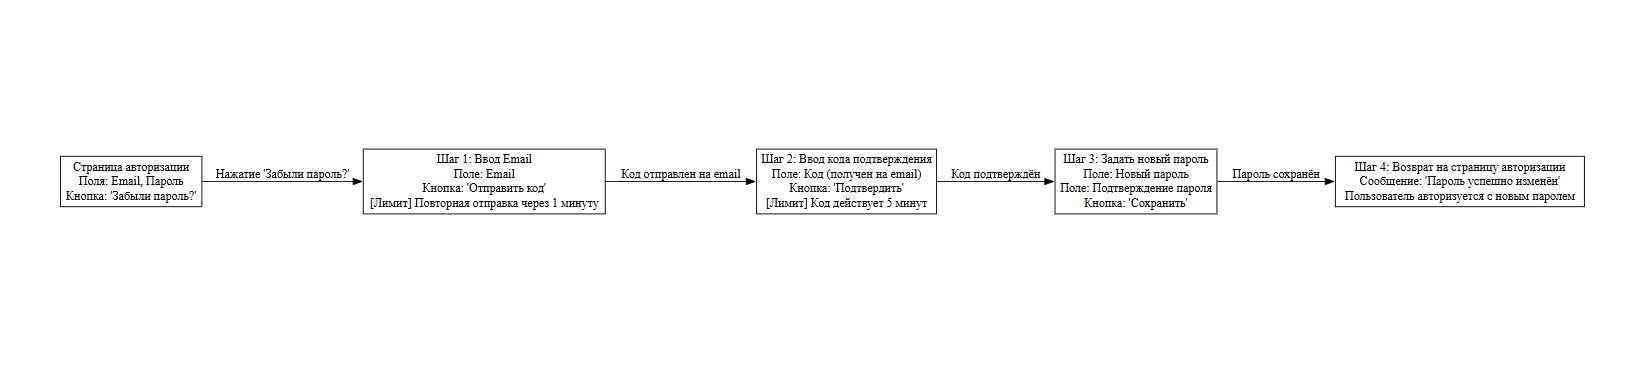 Страница авторизации
Поля: Email, Пароль
Кнопка: 'Забыли пароль?'
Нажатие 'Забыли пароль?'
Шаг 1: Ввод Email
Поле: Email
Кнопка: 'Отправить код'
[Лимит] Повторная отправка через 1 минуту
Код отправлен на email
Шаг 2: Ввод кода подтверждения
Поле: Код (получен на email)
Кнопка: 'Подтвердить'
[Лимит] Код действует 5 минут
Код подтверждён
Шаг 3: Задать новый пароль
Поле: Новый пароль
Поле: Подтверждение пароля
Кнопка: 'Сохранить'
Пароль сохранён
Шаг 4: Возврат на страницу авторизации
Сообщение: 'Пароль успешно изменён'
Пользователь авторизуется с новым паролем